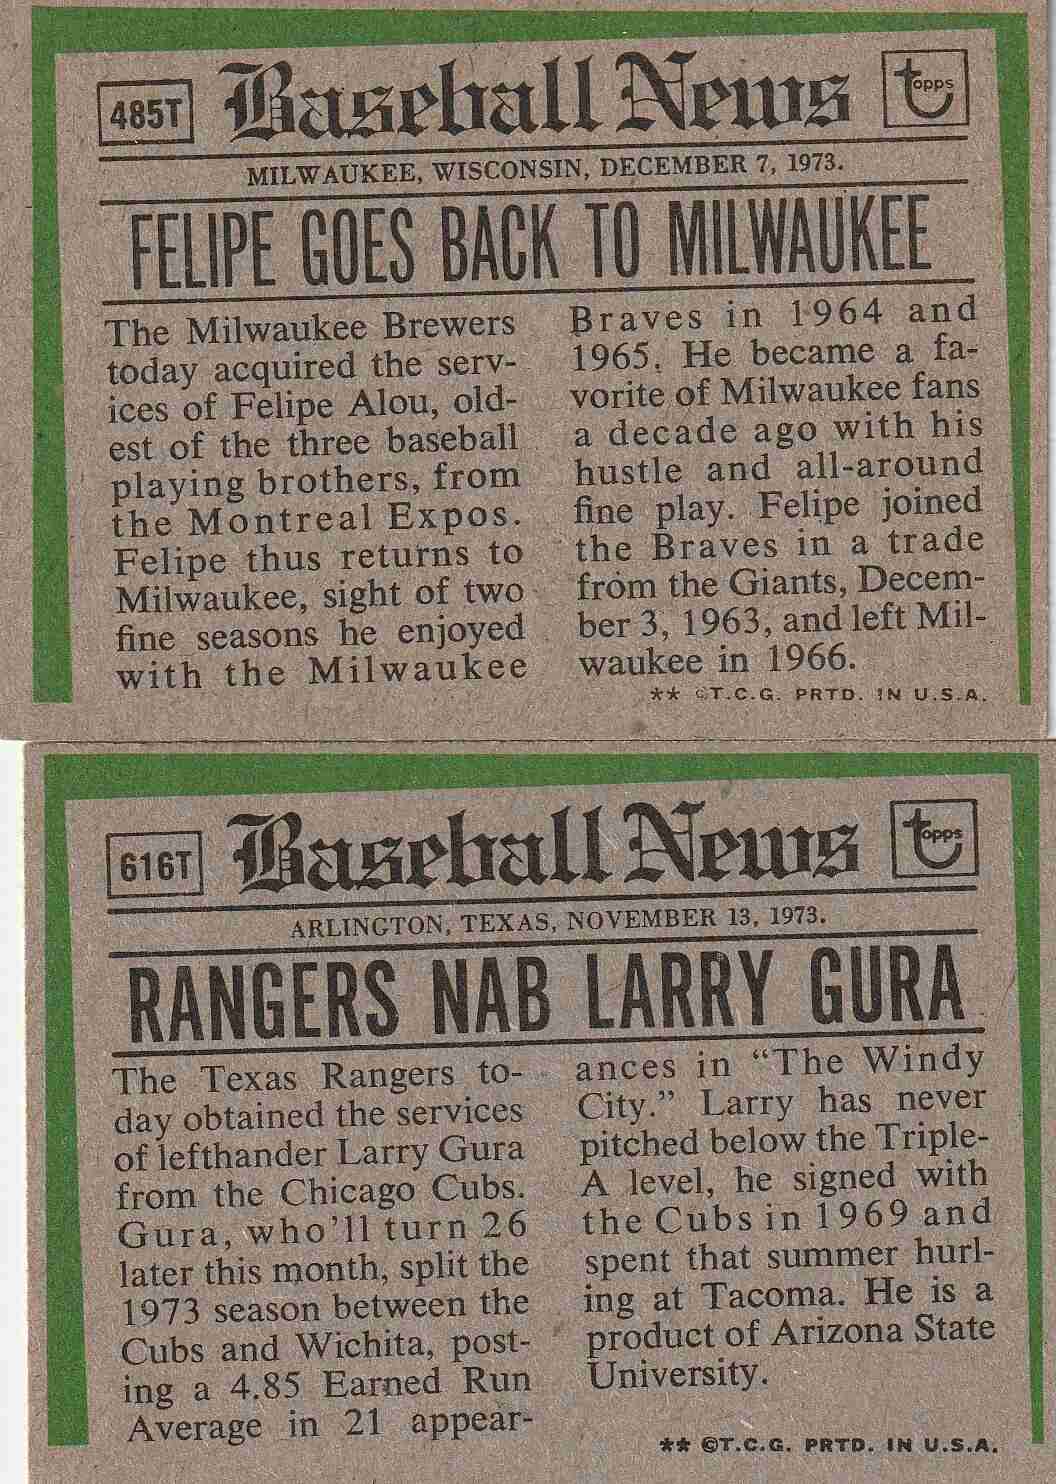 485T
Baseball News
topps
MILWAUKEE, WISCONSIN, DECEMBER 7, 1973.
FELIPE GOES BACK TO MILWAUKEE
The Milwaukee Brewers
today acquired the serv-
ices of Felipe Alou, old-
est of the three baseball
playing brothers, from
the Montreal Expos.
Felipe thus returns to
Milwaukee, sight of two
fine seasons he enjoyed
with the Milwaukee
Braves in 1964 and
1965. He became a fa-
vorite of Milwaukee fans
a decade ago with his
hustle and all-around
fine play. Felipe joined
the Braves in a trade
from the Giants, Decem-
ber 3, 1963, and left Mil-
waukee in 1966.
** ©T.C.G. PRTD. IN U.S.A.
616T
Baseball News
topps
ARLINGTON, TEXAS, NOVEMBER 13, 1973.
RANGERS NAB LARRY GURA
The Texas Rangers to-
day obtained the services
of lefthander Larry Gura
from the Chicago Cubs.
Gura, who'll turn 26
later this month, split the
1973 season between the
Cubs and Wichita, post-
ing a 4.85 Earned Run
Average in 21 appear-
ances in “The Windy
City.” Larry has never
pitched below the Triple-
A level, he signed with
the Cubs in 1969 and
spent that summer hurl-
ing at Tacoma. He is a
product of Arizona State
University.
** ©T.C.G. PRTD. IN U.S.A.